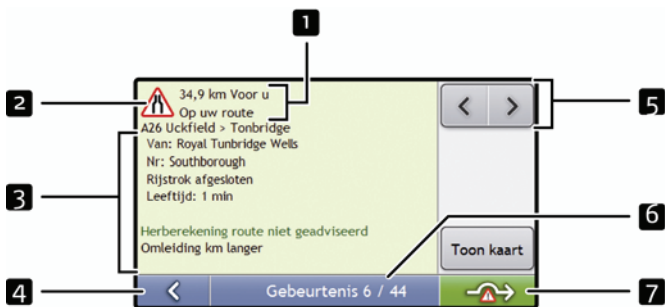 1
2
34,9 km Voor u
Op uw route
5
3
A26 Uckfield > Tonbridge
Van: Royal Tunbridge Wells
Nr: Southborough
Rijstrok afgesloten
Leeftijd: 1 min
6
Herberekening route niet geadviseerd
Omleiding km langer
Toon kaart
4
Gebeurtenis 6 / 44
7